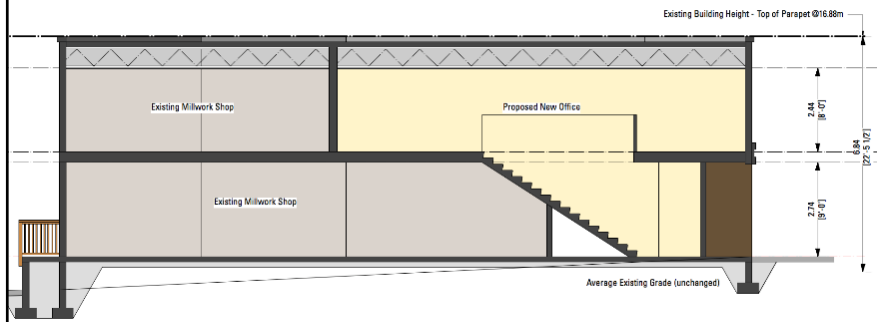 Existing Building Height - Top of Parapet @16.88m
Existing Millwork Shop
Proposed New Office
2.44
[8'-0"]
6.84
[22'-5 1/2"]
Existing Millwork Shop
2.74
[9'-0"]
Average Existing Grade (unchanged)